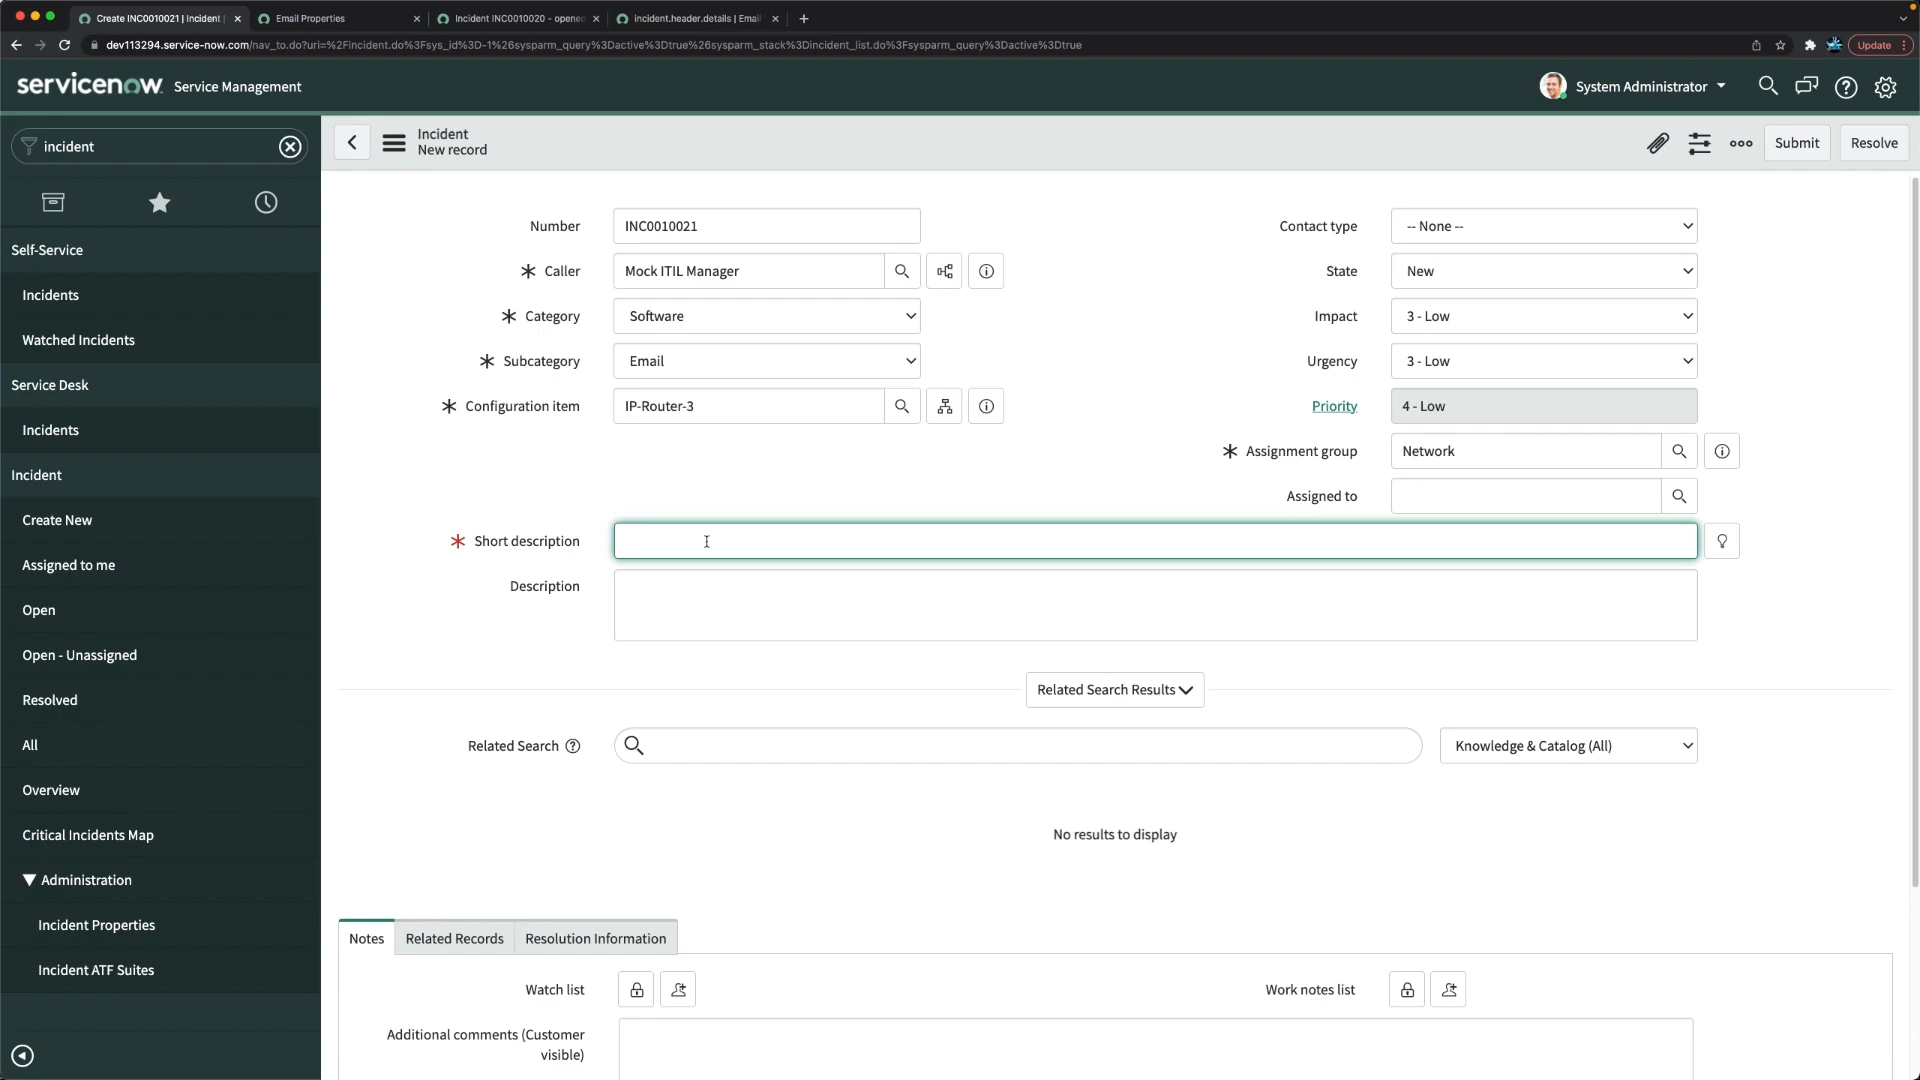 Create INC0010021 | Incident |
Email Properties
Incident INC0010020 - opened
incident.header.details | Email
dev113294.service-now.com/nav_to.do?url=%2Fincident.do%3Fsys_id%3D-1%26sysparm_query%3Dactive%3Dtrue%26sysparm_stack%3Dincident_list.do%3Fsysparm_query%3Dactive%3Dtrue
Update
servicenow Service Management
System Administrator
incident
Incident
New record
Submit
Resolve
Self-Service
Incidents
Watched Incidents
Service Desk
Incidents
Incident
Create New
Assigned to me
Open
Open - Unassigned
Resolved
All
Overview
Critical Incidents Map
Administration
Incident Properties
Incident ATF Suites
Number INC0010021
Caller Mock ITIL Manager
Category Software
Subcategory Email
Configuration item IP-Router-3
Contact type -- None --
State New
Impact 3 - Low
Urgency 3 - Low
Priority 4 - Low
Assignment group Network
Assigned to
Short description
Description
Related Search Results
Related Search
Knowledge & Catalog (All)
No results to display
Notes
Related Records
Resolution Information
Watch list
Work notes list
Additional comments (Customer
visible)